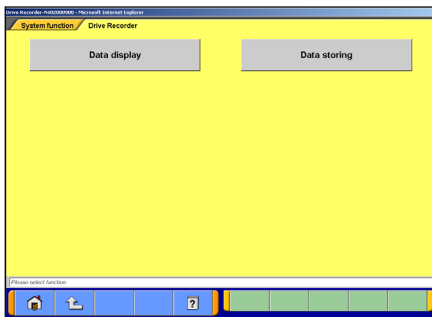 Drive Recorder-N402000900 - Microsoft Internet Explorer
System function Drive Recorder
Data display Data storing
Please select function
?